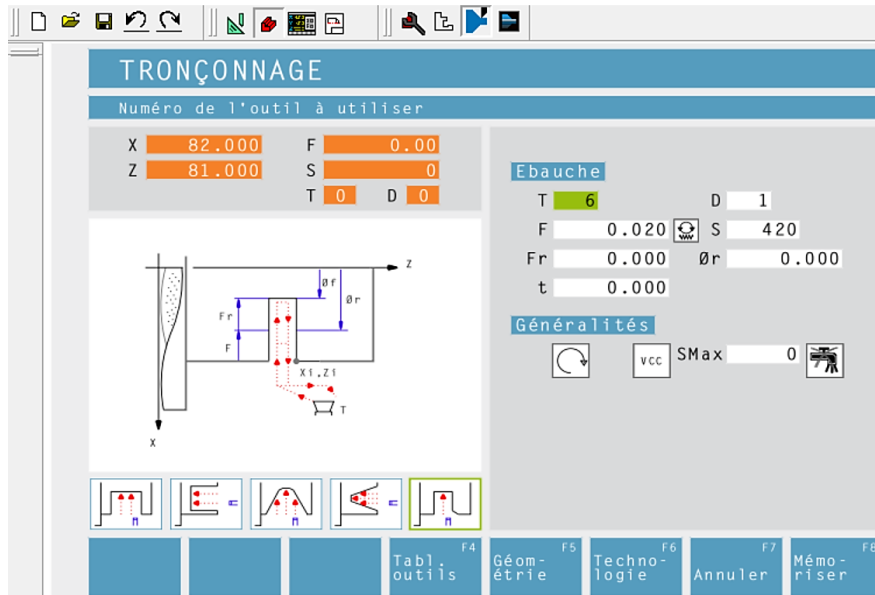 TRONÇONNAGE
Numéro de l'outil à utiliser
X 82.000 F 0.00
Z 81.000 S 0
T 0 D 0
Z
Øf
Ør
Fr
F
Xi,Zi
T
X
Ebauche
T 6 D 1
F 0.020 S 420
Fr 0.000 Ør 0.000
t 0.000
Généralités
VCC SMax 0
F4 F5 F6 F7 F8
Tabl. outils
Géom- étrie
Techno- logie
Annuler
Mémo- riser